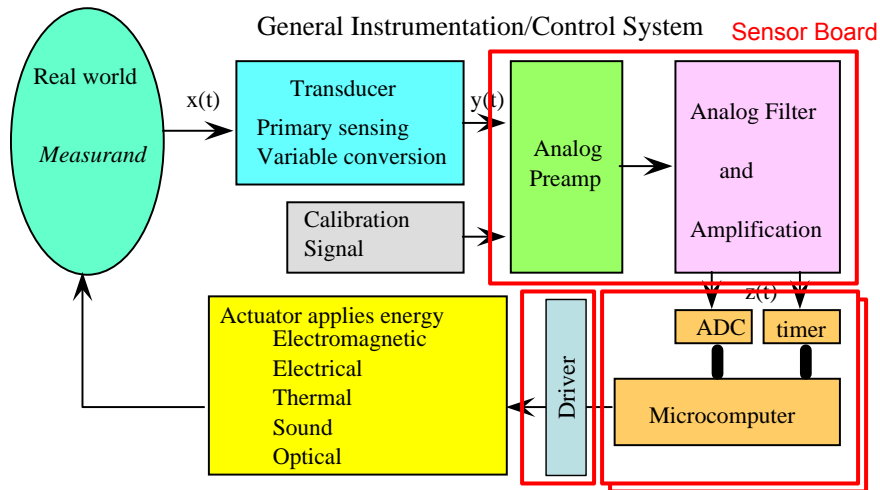 General Instrumentation/Control System
Sensor Board
Real world
Measurand
x(t)
Transducer
Primary sensing
Variable conversion
y(t)
Analog
Preamp
Analog Filter
and
Amplification
Calibration
Signal
z(t)
ADC
timer
Microcomputer
Driver
Actuator applies energy
Electromagnetic
Electrical
Thermal
Sound
Optical